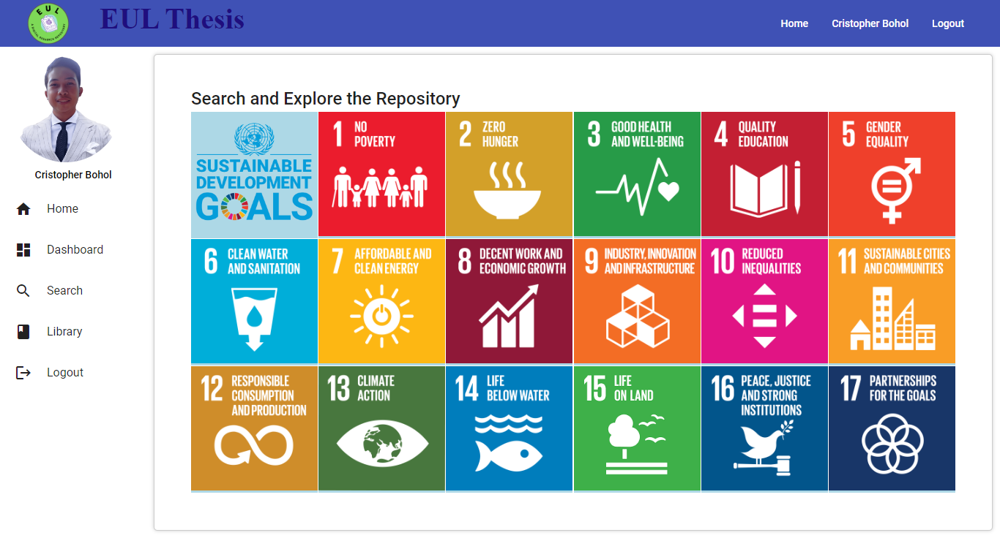 EUL
A DIGITAL RESEARCH REPOSITORY
EUL Thesis
Home
Cristopher Bohol
Logout
Cristopher Bohol
Home
Dashboard
Search
Library
Logout
Search and Explore the Repository
SUSTAINABLE
DEVELOPMENT
GOALS
1 NO
POVERTY
2 ZERO
HUNGER
3 GOOD HEALTH
AND WELL-BEING
4 QUALITY
EDUCATION
5 GENDER
EQUALITY
6 CLEAN WATER
AND SANITATION
7 AFFORDABLE AND
CLEAN ENERGY
8 DECENT WORK AND
ECONOMIC GROWTH
9 INDUSTRY, INNOVATION
AND INFRASTRUCTURE
10 REDUCED
INEQUALITIES
11 SUSTAINABLE CITIES
AND COMMUNITIES
12 RESPONSIBLE
CONSUMPTION
AND PRODUCTION
13 CLIMATE
ACTION
14 LIFE
BELOW WATER
15 LIFE
ON LAND
16 PEACE, JUSTICE
AND STRONG
INSTITUTIONS
17 PARTNERSHIPS
FOR THE GOALS